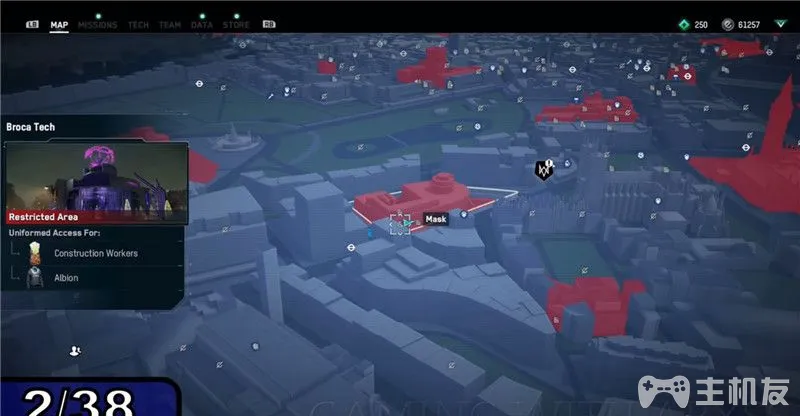 LB MAP MISSIONS TECH TEAM DATA STORE RB 250 61257
Broca Tech
Restricted Area
Uniformed Access For:
Construction Workers
Albion
Mask
2/38
主机友